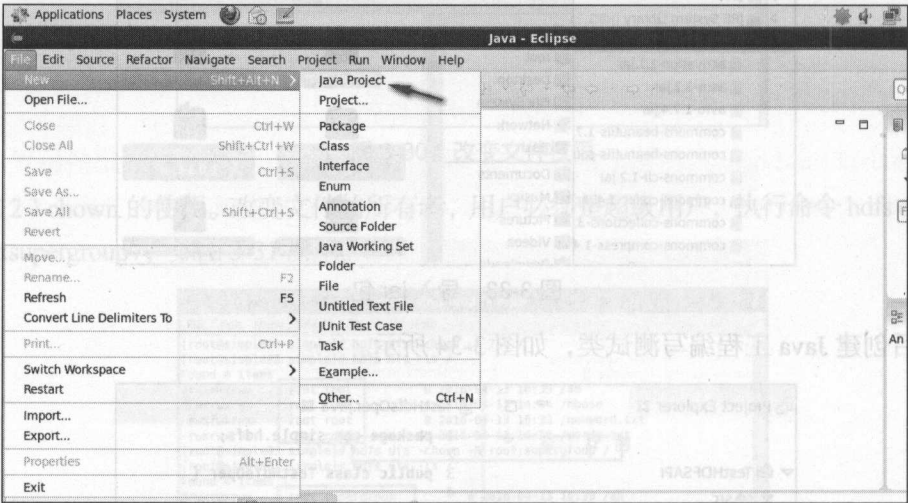 Applications Places System
Java - Eclipse
File Edit Source Refactor Navigate Search Project Run Window Help
New Shift+Alt+N >
Open File...
Close Ctrl+W
Close All Shift+Ctrl+W
Save Ctrl+S
Save As...
Save All Shift+Ctrl+S
Revert
Move...
Rename... F2
Refresh F5
Convert Line Delimiters To >
Print... Ctrl+P
Switch Workspace >
Restart
Import...
Export...
Properties Alt+Enter
Exit
Java Project
Project...
Package
Class
Interface
Enum
Annotation
Source Folder
Java Working Set
Folder
File
Untitled Text File
JUnit Test Case
Task
Example...
Other... Ctrl+N
An